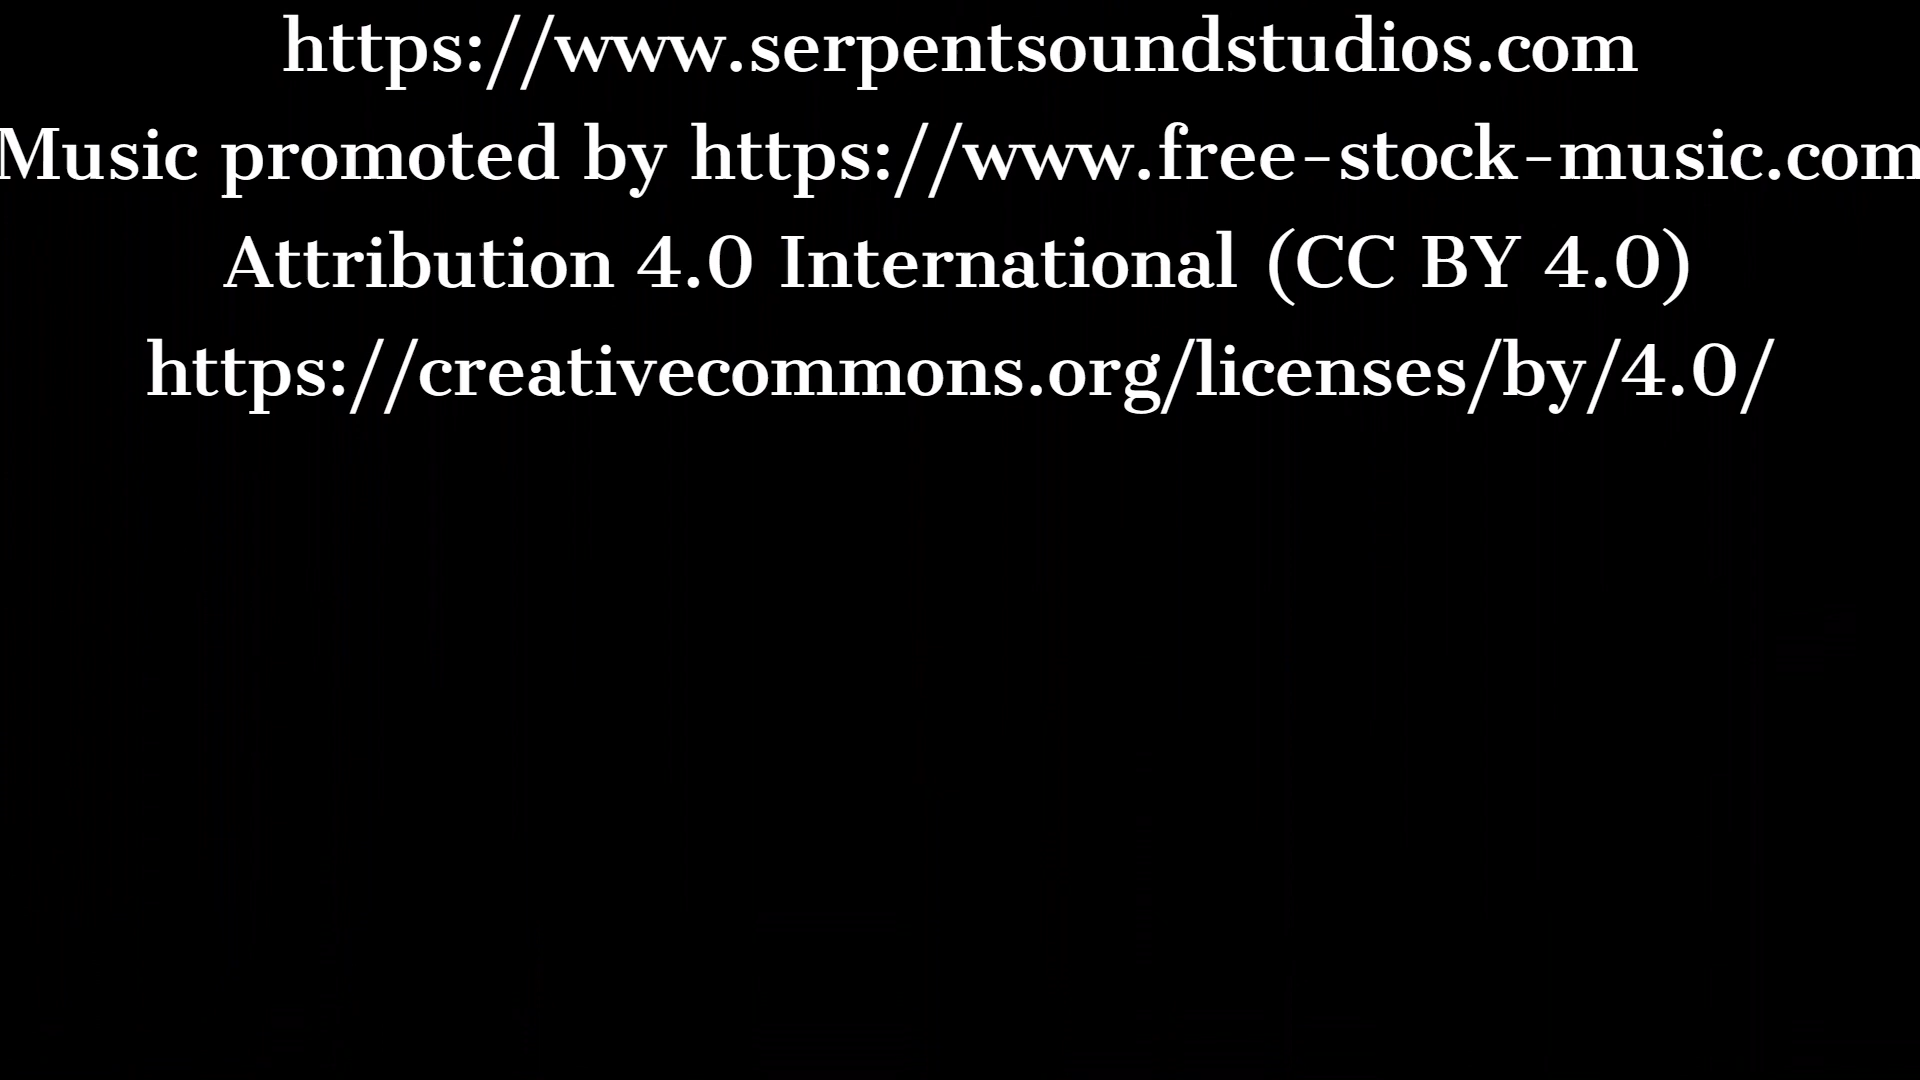 https://www.serpentsoundstudios.com
Music promoted by https://www.free-stock-music.com
Attribution 4.0 International (CC BY 4.0)
https://creativecommons.org/licenses/by/4.0/